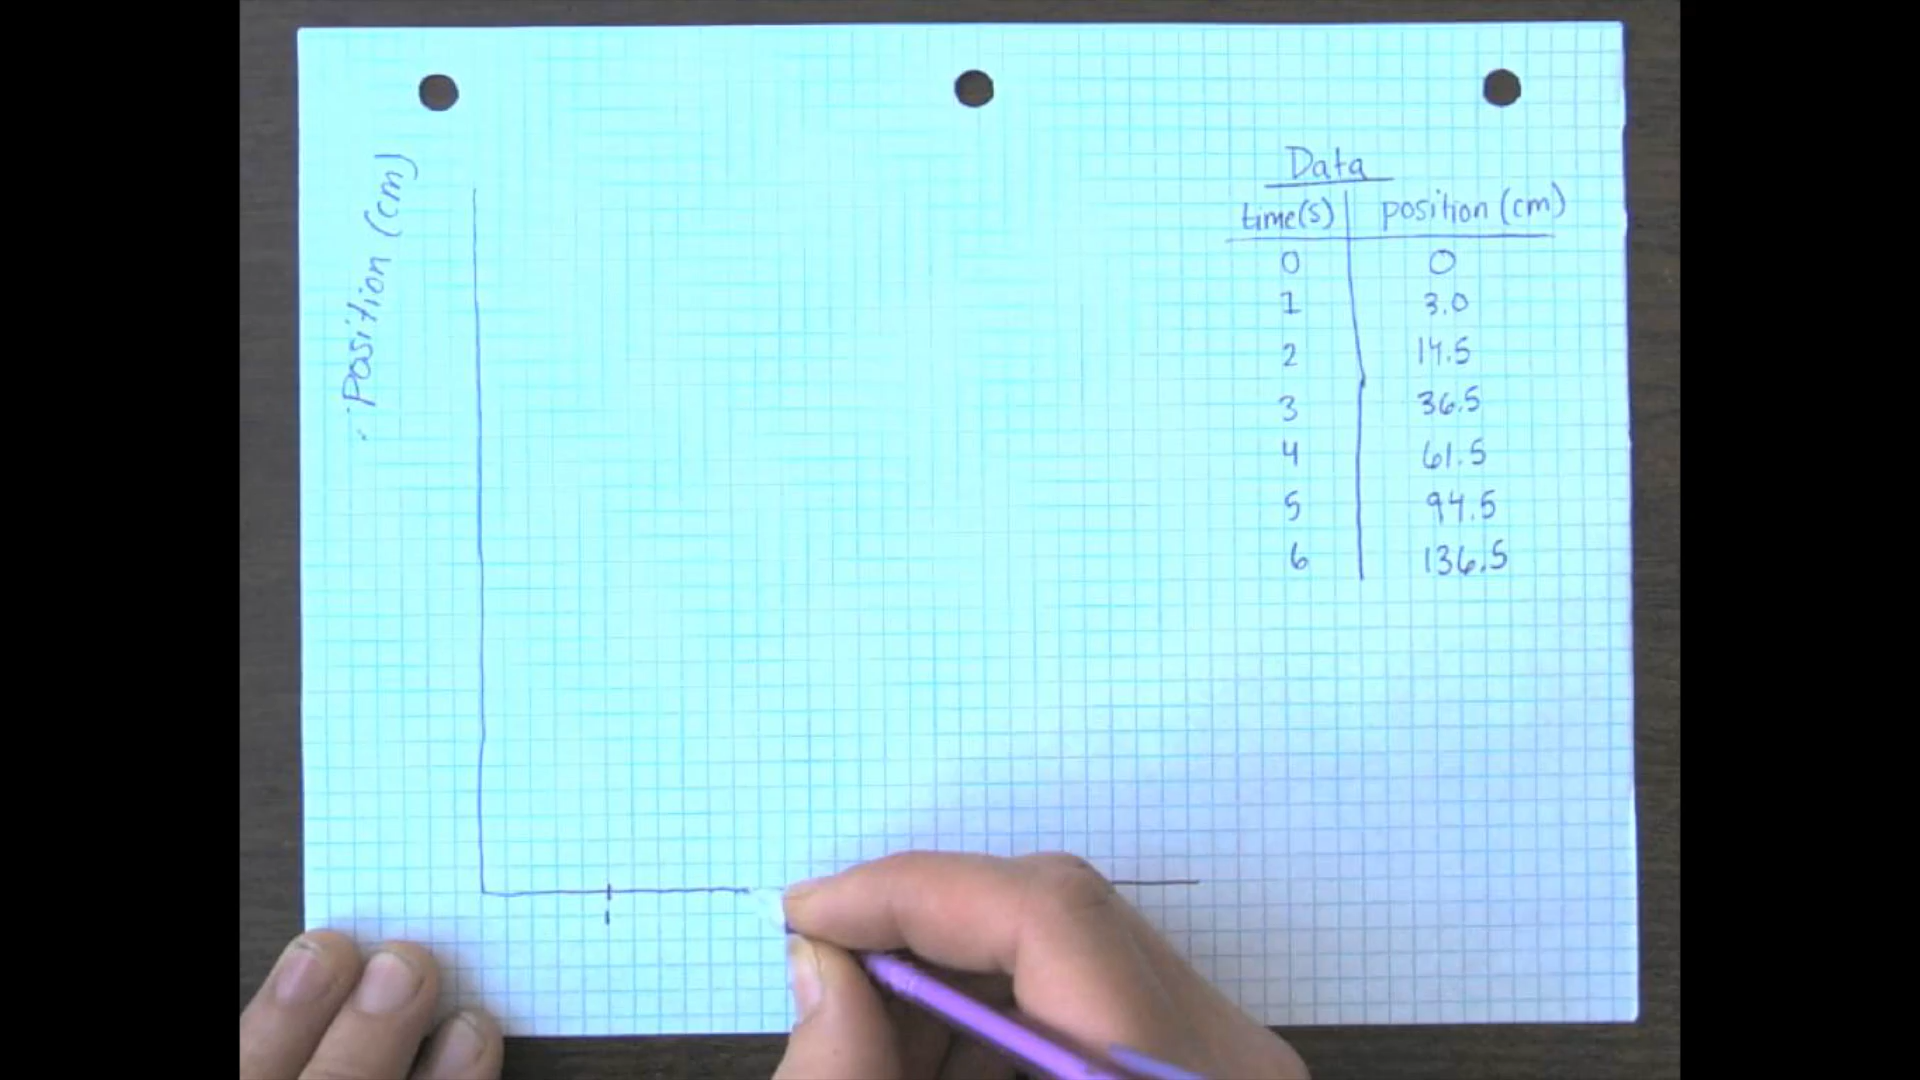 Position (cm)
Data
time(s) position (cm)
0 0
1 3.0
2 14.5
3 36.5
4 61.5
5 94.5
6 136.5
1